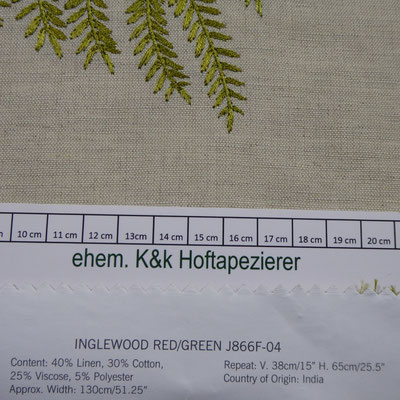 10 cm 11 cm 12 cm 13cm 14 cm 15 cm 16 cm 17 cm 18 cm 19 cm 20 cm
ehem. K&k Hoftapezierer
INGLEWOOD RED/GREEN J866F-04
Content: 40% Linen, 30% Cotton,
25% Viscose, 5% Polyester
Approx. Width: 130cm/51.25"
Repeat: V. 38cm/15" H. 65cm/25.5"
Country of Origin: India